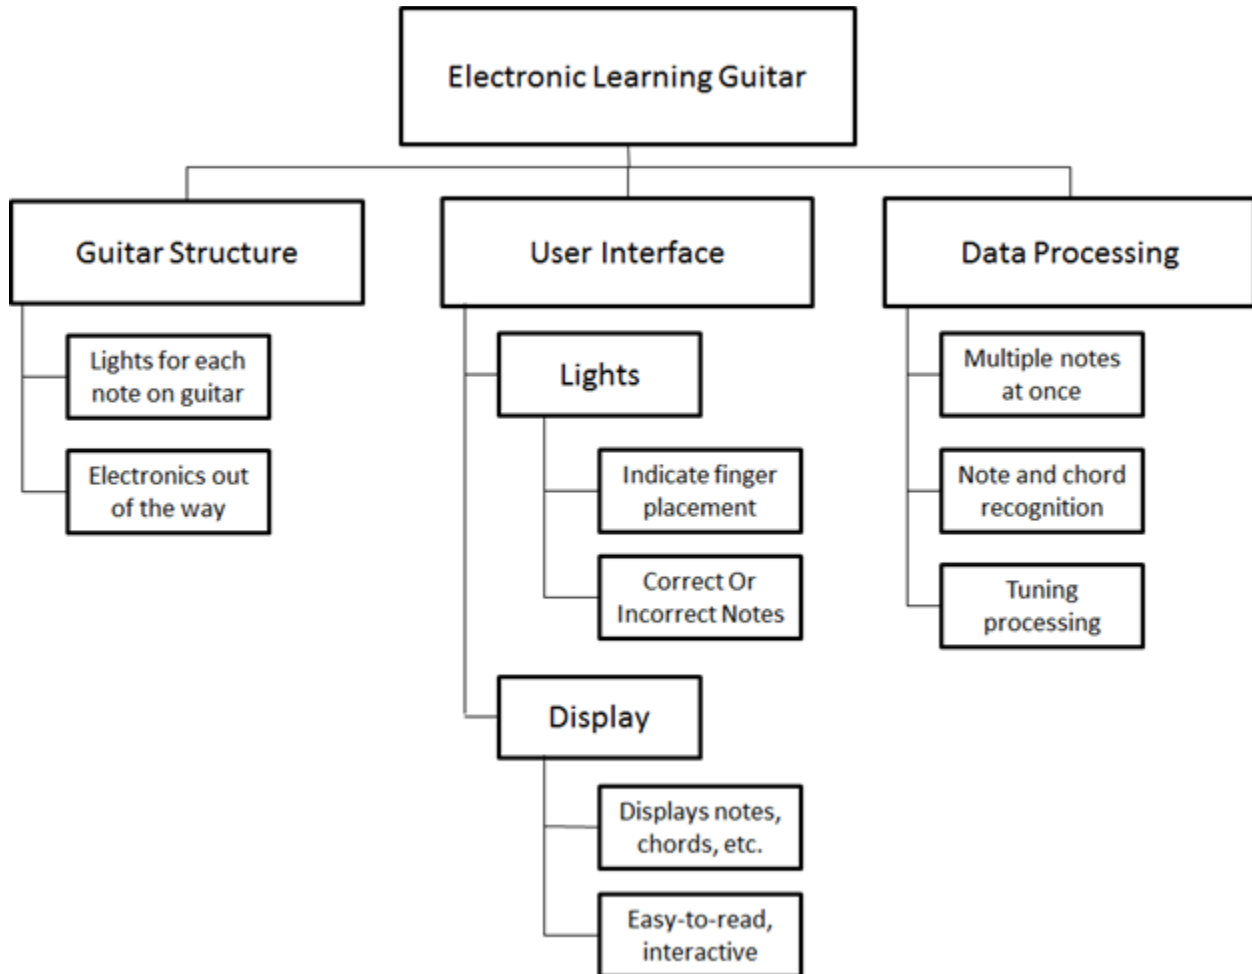 Electronic Learning Guitar
Guitar Structure
Lights for each
note on guitar
Electronics out
of the way
User Interface
Lights
Indicate finger
placement
Correct Or
Incorrect Notes
Display
Displays notes,
chords, etc.
Easy-to-read,
interactive
Data Processing
Multiple notes
at once
Note and chord
recognition
Tuning
processing